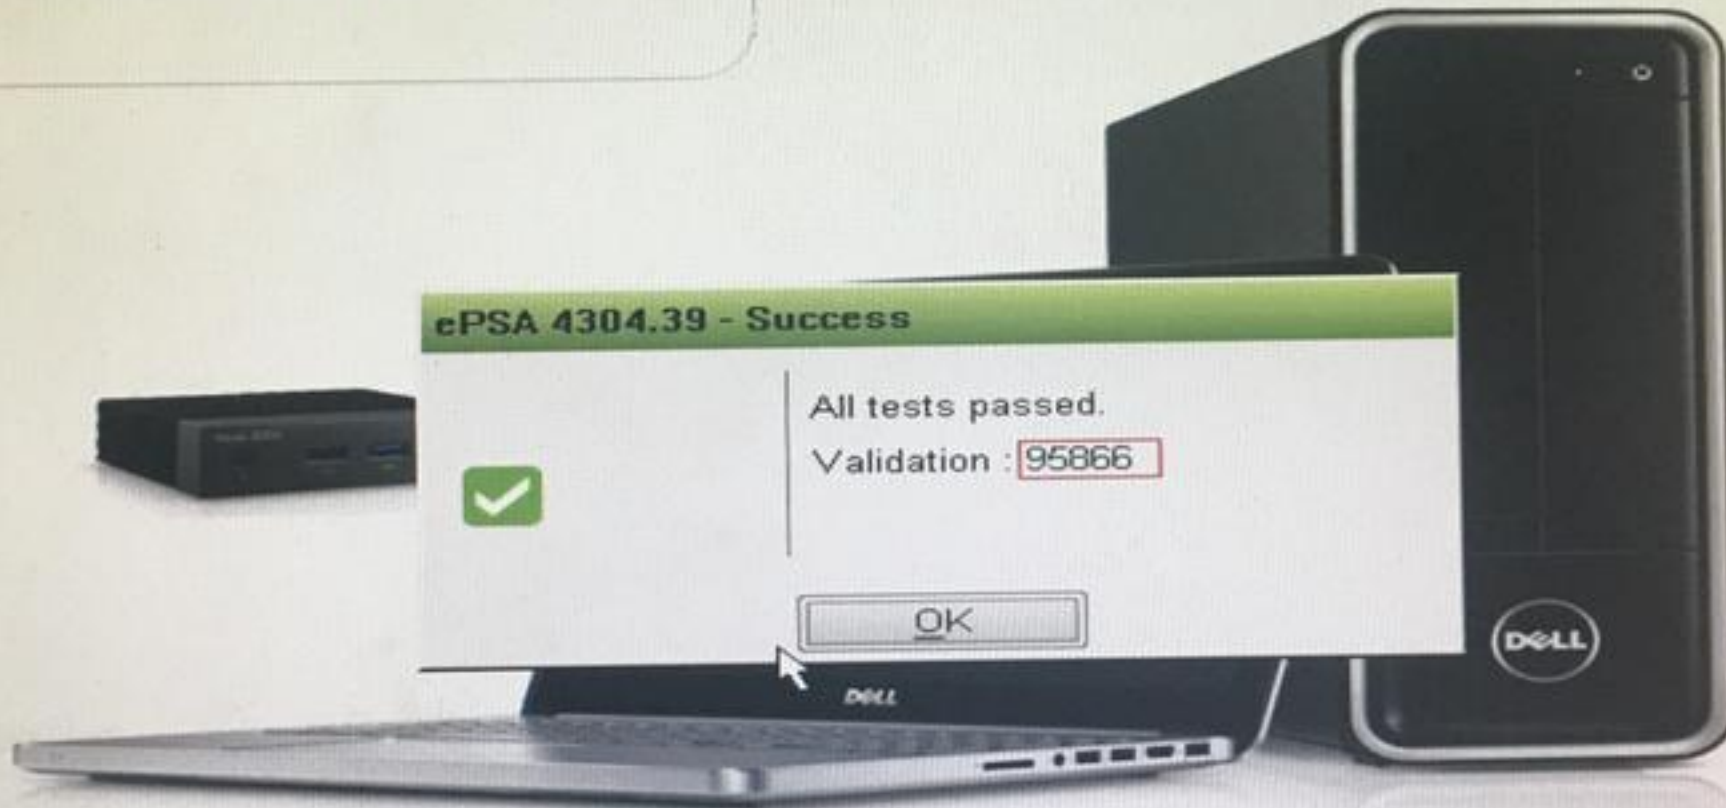 ePSA 4304.39 - Success
All tests passed.
Validation : 95866
OK
DELL
DELL